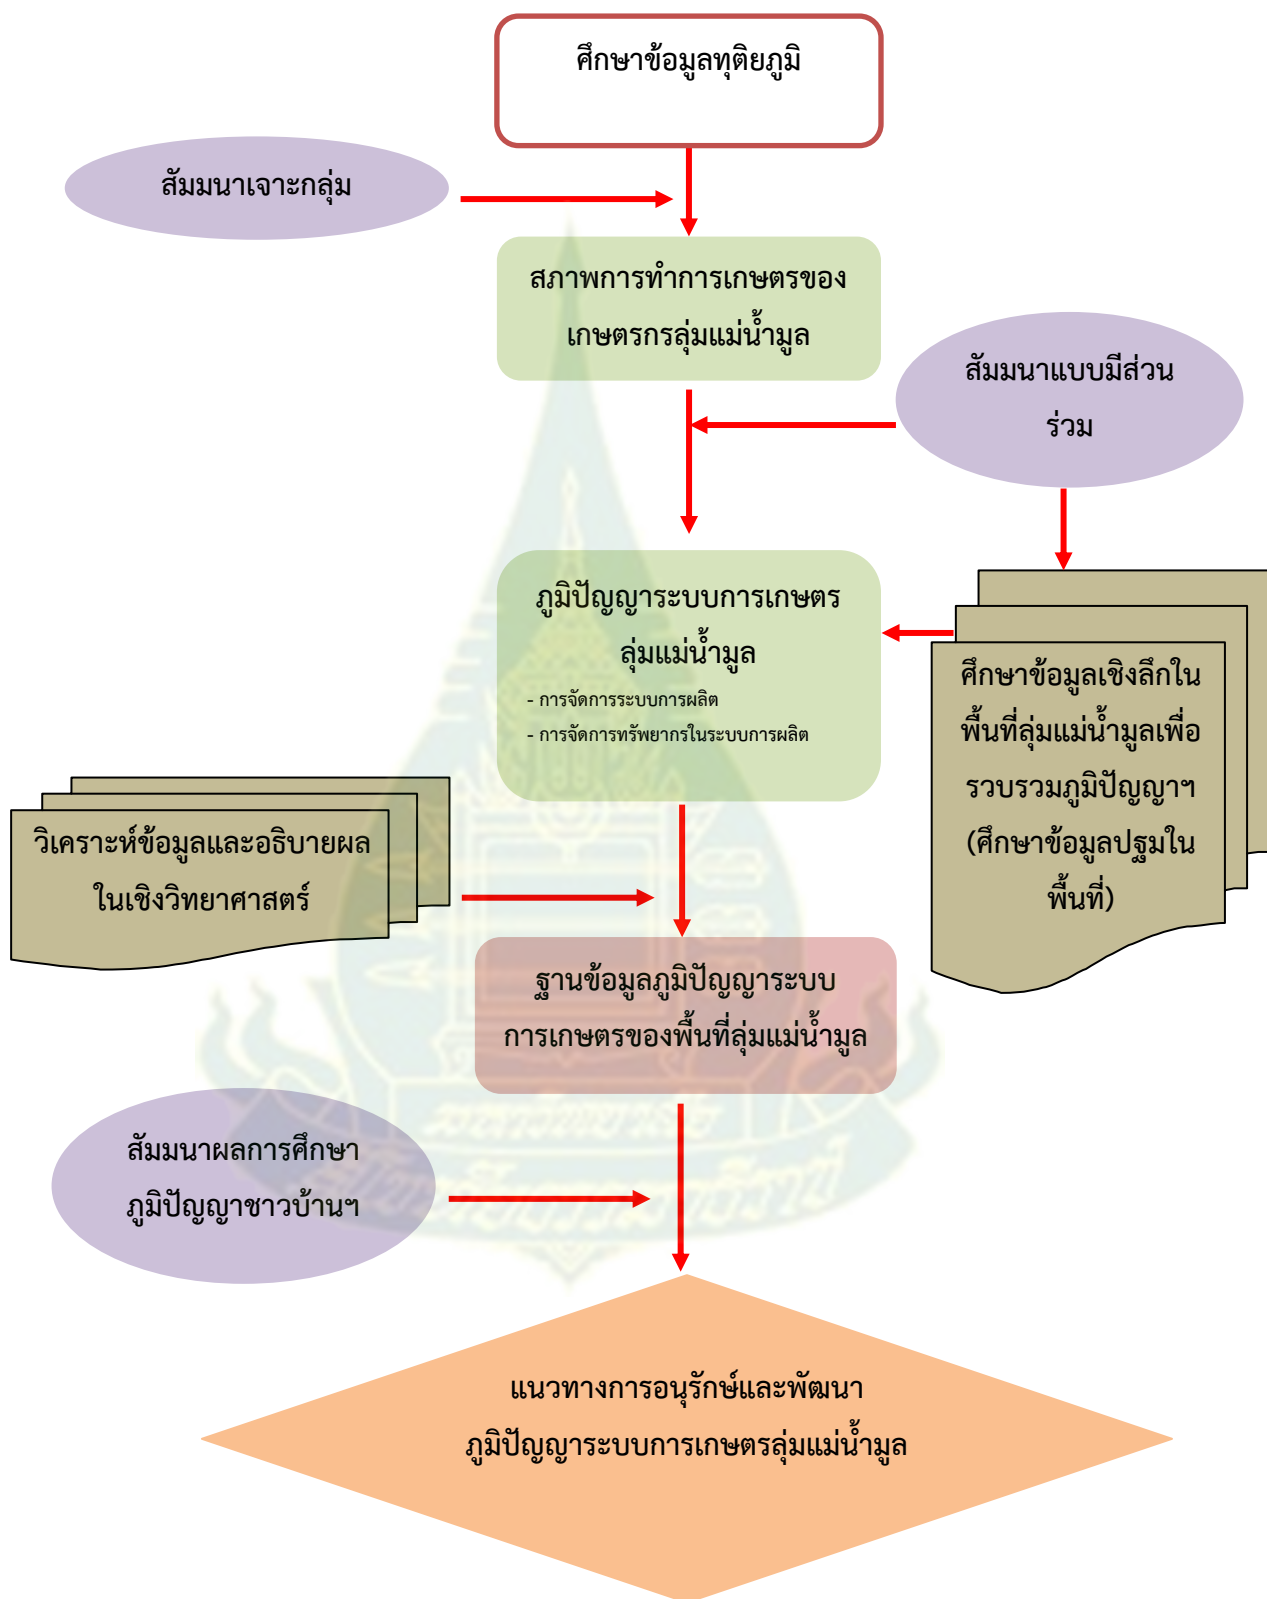 ศึกษาข้อมูลทุติยภูมิ
สัมมนาเจาะกลุ่ม
สภาพการทำการเกษตรของ
เกษตรกรลุ่มแม่น้ำมูล
สัมมนาแบบมีส่วน
ร่วม
ภูมิปัญญาระบบการเกษตร
ลุ่มแม่น้ำมูล
- การจัดการระบบการผลิต
- การจัดการทรัพยากรในระบบการผลิต
ศึกษาข้อมูลเชิงลึกใน
พื้นที่ลุ่มแม่น้ำมูลเพื่อ
รวบรวมภูมิปัญญาฯ
(ศึกษาข้อมูลปฐมใน
พื้นที่)
วิเคราะห์ข้อมูลและอธิบายผล
ในเชิงวิทยาศาสตร์
ฐานข้อมูลภูมิปัญญาระบบ
การเกษตรของพื้นที่ลุ่มแม่น้ำมูล
สัมมนาผลการศึกษา
ภูมิปัญญาชาวบ้านฯ
แนวทางการอนุรักษ์และพัฒนา
ภูมิปัญญาระบบการเกษตรลุ่มแม่น้ำมูล